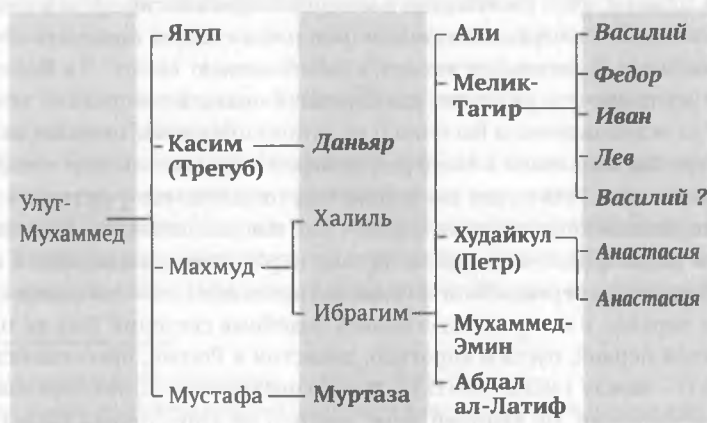 Улуг-
Мухаммед
Ягуп
Касим
(Трегуб)
Махмуд
Мустафа
Даньяр
Халиль
Ибрагим
Муртаза
Али
Мелик-
Тагир
Худайкул
(Петр)
Мухаммед-
Эмин
Абдал
ал-Латиф
Василий
Федор
Иван
Лев
Василий ?
Анастасия
Анастасия